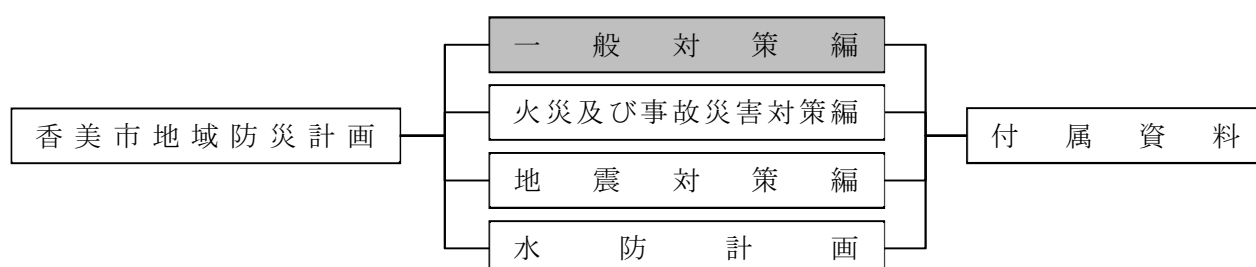 一般対策編
火災及び事故災害対策編
香美市地域防災計画
付属資料
地震対策編
水防計画